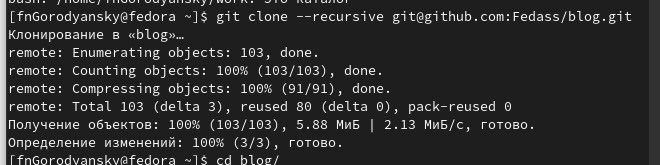 bash: /home/fnGorodyansky/work: Это каталог
[fnGorodyansky@fedora ~]$ git clone --recursive git@github.com:Fedass/blog.git
Клонирование в «blog»…
remote: Enumerating objects: 103, done.
remote: Counting objects: 100% (103/103), done.
remote: Compressing objects: 100% (91/91), done.
remote: Total 103 (delta 3), reused 80 (delta 0), pack-reused 0
Получение объектов: 100% (103/103), 5.88 МиБ | 2.13 МиБ/с, готово.
Определение изменений: 100% (3/3), готово.
[fnGorodyansky@fedora ~]$ cd blog/